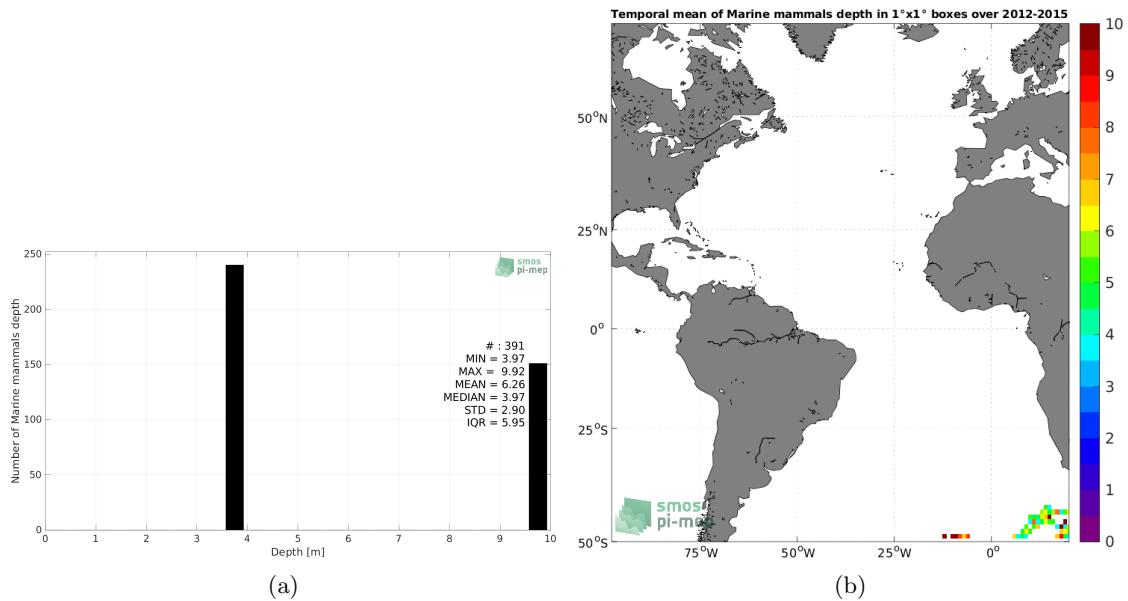 Temporal mean of Marine mammals depth in 1°x1° boxes over 2012-2015
250
200
150
100
50
0
Number of Marine mammals depth
smos
pi-mep
# : 391
MIN = 3.97
MAX = 9.92
MEAN = 6.26
MEDIAN = 3.97
STD = 2.90
IQR = 5.95
0 1 2 3 4 5 6 7 8 9 10
Depth [m]
(a)
50°N
25°N
0°
25°S
50°S
smos
pi-mep
75°W 50°W 25°W 0°
10
9
8
7
6
5
4
3
2
1
0
(b)